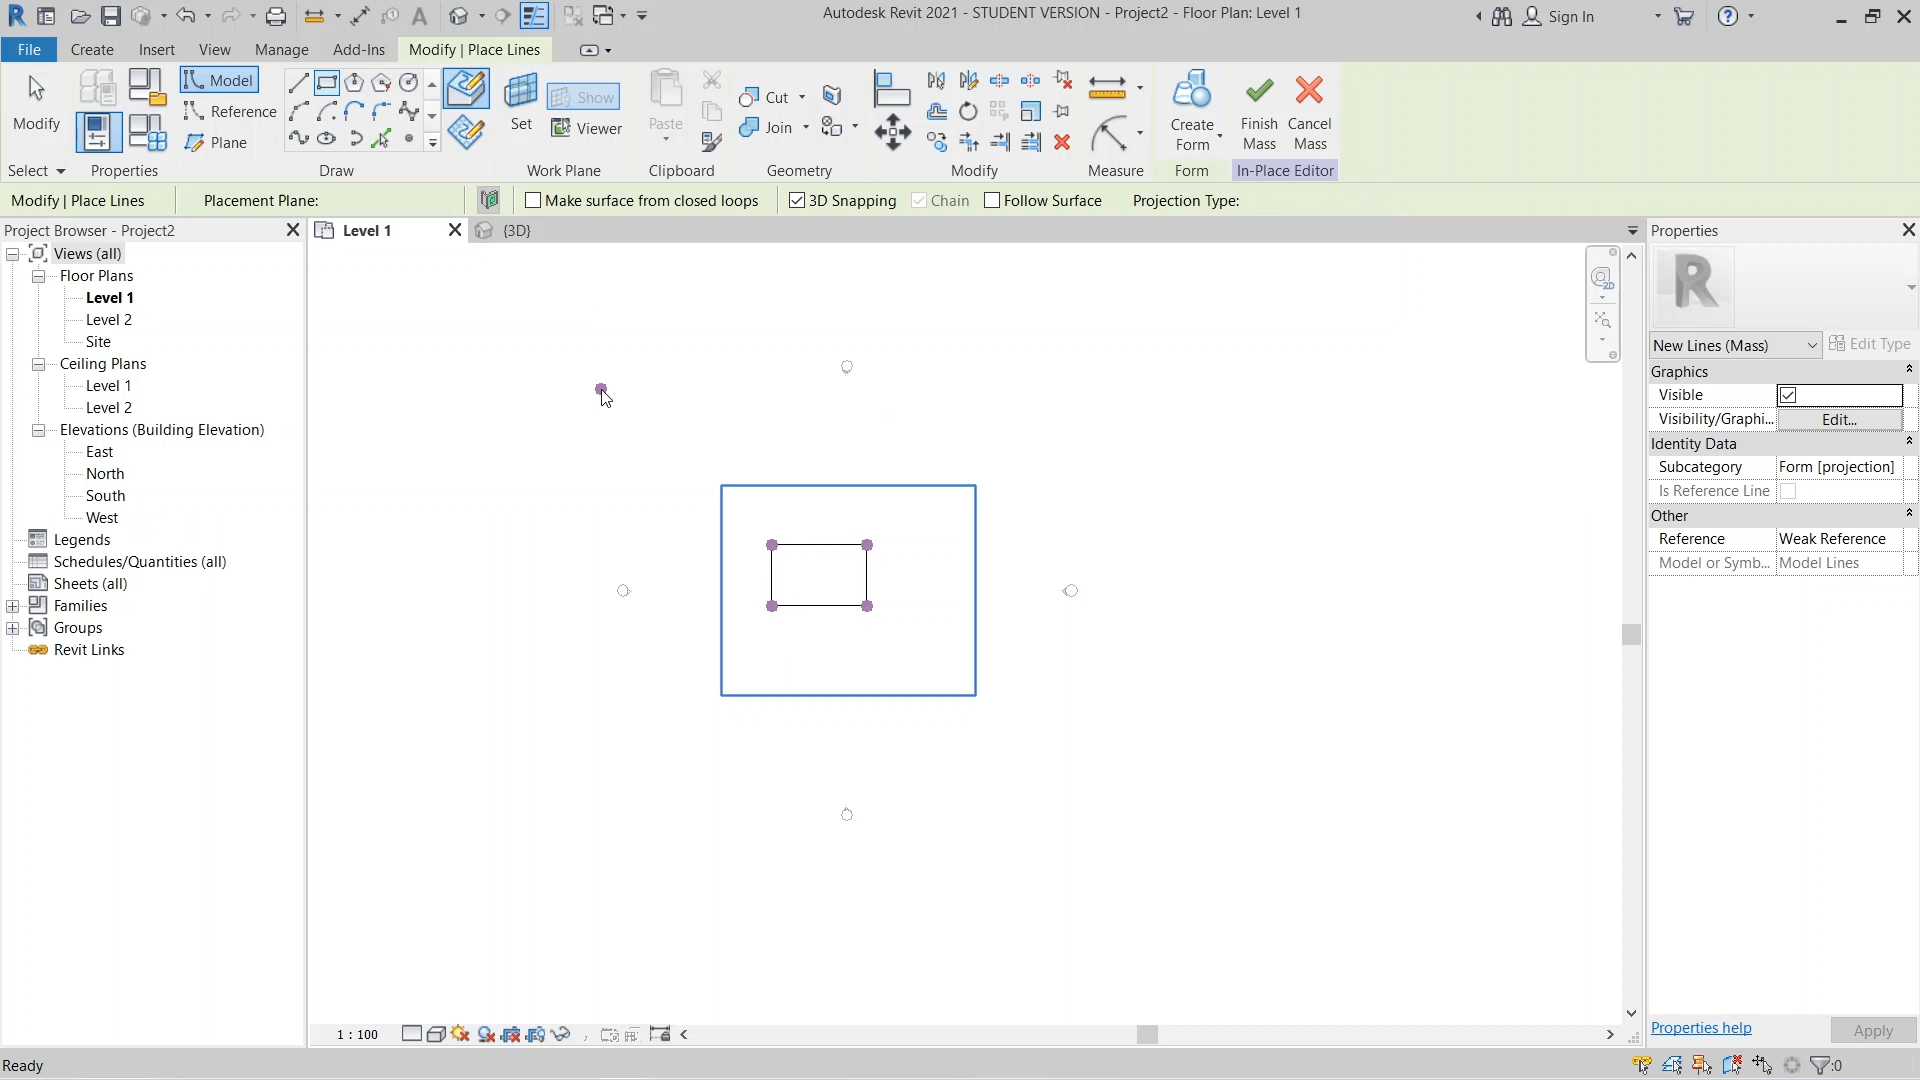 Autodesk Revit 2021 - STUDENT VERSION - Project2 - Floor Plan: Level 1
Sign In
File Create Insert View Manage Add-Ins Modify | Place Lines
Modify
Model
Reference
Plane
Set
Show
Viewer
Paste
Cut
Join
Create Form
Finish Mass
Cancel Mass
Select Properties Draw Work Plane Clipboard Geometry Modify Measure Form In-Place Editor
Modify | Place Lines Placement Plane: Make surface from closed loops 3D Snapping Chain Follow Surface Projection Type:
Project Browser - Project2
Views (all)
Floor Plans
Level 1
Level 2
Site
Ceiling Plans
Level 1
Level 2
Elevations (Building Elevation)
East
North
South
West
Legends
Schedules/Quantities (all)
Sheets (all)
Families
Groups
Revit Links
Level 1
{3D}
2D
Properties
R
New Lines (Mass)
Edit Type
Graphics
Visible
Visibility/Graphi... Edit...
Identity Data
Subcategory Form [projection]
Is Reference Line
Other
Reference Weak Reference
Model or Symb... Model Lines
Properties help
Apply
1 : 100
Ready
:0